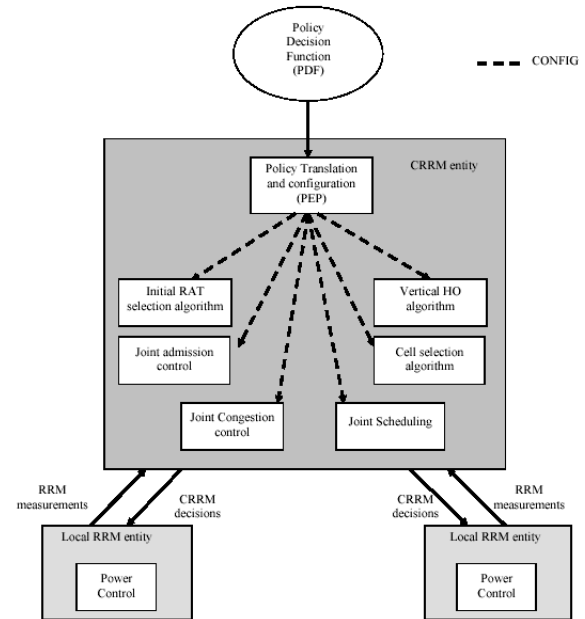 Policy
Decision
Function
(PDF)
CONFIG
CRRM entity
Policy Translation
and configuration
(PEP)
Initial RAT
selection algorithm
Vertical HO
algorithm
Joint admission
control
Cell selection
algorithm
Joint Congestion
control
Joint Scheduling
RRM
measurements
CRRM
decisions
CRRM
decisions
RRM
measurements
Local RRM entity
Power
Control
Local RRM entity
Power
Control